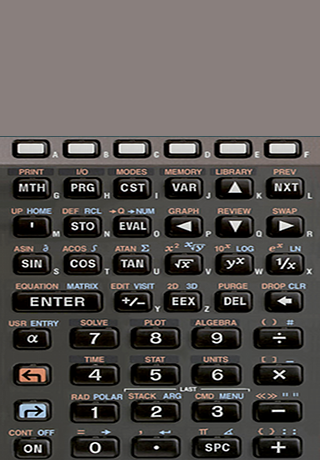 A B C D E F
PRINT I/O MODES MEMORY LIBRARY PREV
MTH G PRG H CST I VAR J ▲ K NXT L
UP HOME DEF RCL →Q →NUM GRAPH REVIEW SWAP
' M STO N EVAL O ◀ P ▼ Q ▶ R
ASIN ∂ ACOS ∫ ATAN Σ x² ˣ√y 10ˣ LOG eˣ LN
SIN S COS T TAN U √x V yˣ W 1/x X
EQUATION MATRIX EDIT VISIT 2D 3D PURGE DROP CLR
ENTER Y +/− Z EEX DEL
USR ENTRY SOLVE PLOT ALGEBRA ( ) #
α 7 8 9 ÷
TIME STAT UNITS [ ] _
4 5 6 ×
LAST
RAD POLAR STACK ARG CMD MENU « » " "
1 2 3 −
CONT OFF = → , ↵ π ∡ { } : :
ON 0 . SPC +